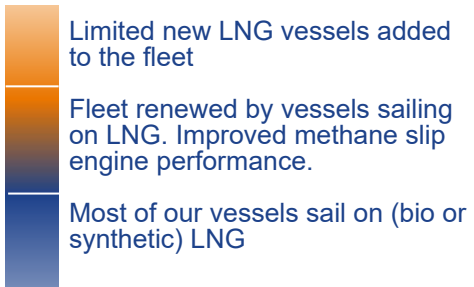 Limited new LNG vessels added
to the fleet
Fleet renewed by vessels sailing
on LNG. Improved methane slip
engine performance.
Most of our vessels sail on (bio or
synthetic) LNG